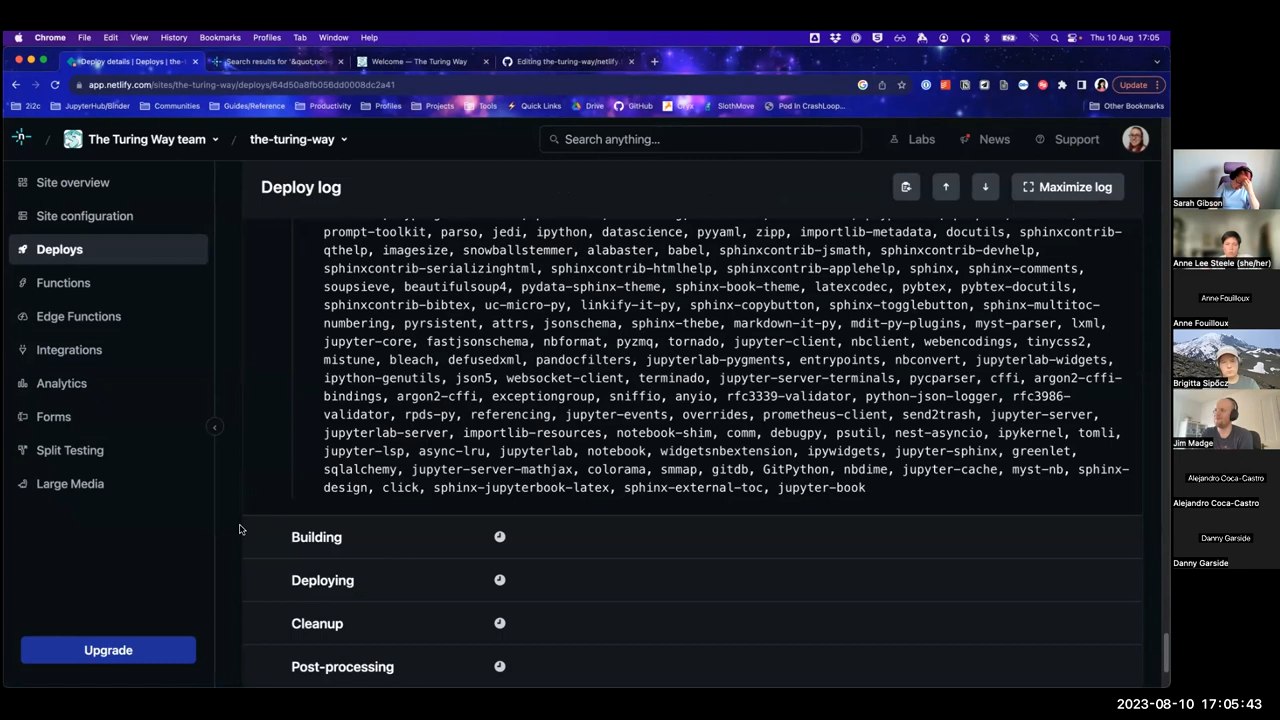 Chrome File Edit View History Bookmarks Profiles Tab Window Help Thu 10 Aug 17:05
Deploy details | Deploys | the- Search results for '&quot;non- Welcome — The Turing Way Editing the-turing-way/netlify.
app.netlify.com/sites/the-turing-way/deploys/64d50a8fb056dd0008dc2a41 Update
2i2c JupyterHub/Binder Communities Guides/Reference Productivity Profiles Projects Tools Quick Links Drive GitHub SlothMove Pod In CrashLoop... Other Bookmarks
The Turing Way team / the-turing-way Search anything... Labs News Support
Site overview
Site configuration
Deploys
Functions
Edge Functions
Integrations
Analytics
Forms
Split Testing
Large Media
Upgrade
Deploy log Maximize log
prompt-toolkit, parso, jedi, ipython, datascience, pyyaml, zipp, importlib-metadata, docutils, sphinxcontrib-
qthelp, imagesize, snowballstemmer, alabaster, babel, sphinxcontrib-jsmath, sphinxcontrib-devhelp,
sphinxcontrib-serializinghtml, sphinxcontrib-htmlhelp, sphinxcontrib-applehelp, sphinx, sphinx-comments,
soupsieve, beautifulsoup4, pydata-sphinx-theme, sphinx-book-theme, latexcodec, pybtex, pybtex-docutils,
sphinxcontrib-bibtex, uc-micro-py, linkify-it-py, sphinx-copybutton, sphinx-togglebutton, sphinx-multitoc-
numbering, pyrsistent, attrs, jsonschema, sphinx-thebe, markdown-it-py, mdit-py-plugins, myst-parser, lxml,
jupyter-core, fastjsonschema, nbformat, pyzmq, tornado, jupyter-client, nbclient, webencodings, tinycss2,
mistune, bleach, defusedxml, pandocfilters, jupyterlab-pygments, entrypoints, nbconvert, jupyterlab-widgets,
ipython-genutils, json5, websocket-client, terminado, jupyter-server-terminals, pycparser, cffi, argon2-cffi-
bindings, argon2-cffi, exceptiongroup, sniffio, anyio, rfc3339-validator, python-json-logger, rfc3986-
validator, rpds-py, referencing, jupyter-events, overrides, prometheus-client, send2trash, jupyter-server,
jupyterlab-server, importlib-resources, notebook-shim, comm, debugpy, psutil, nest-asyncio, ipykernel, tomli,
jupyter-lsp, async-lru, jupyterlab, notebook, widgetsnbextension, ipywidgets, jupyter-sphinx, greenlet,
sqlalchemy, jupyter-server-mathjax, colorama, smmap, gitdb, GitPython, nbdime, jupyter-cache, myst-nb, sphinx-
design, click, sphinx-jupyterbook-latex, sphinx-external-toc, jupyter-book
Building
Deploying
Cleanup
Post-processing
Sarah Gibson
Anne Lee Steele (she/her)
Anne Fouilloux
Anne Fouilloux
Brigitta Sipőcz
Jim Madge
Alejandro Coca-Castro
Alejandro Coca-Castro
Danny Garside
Danny Garside
2023-08-10 17:05:43